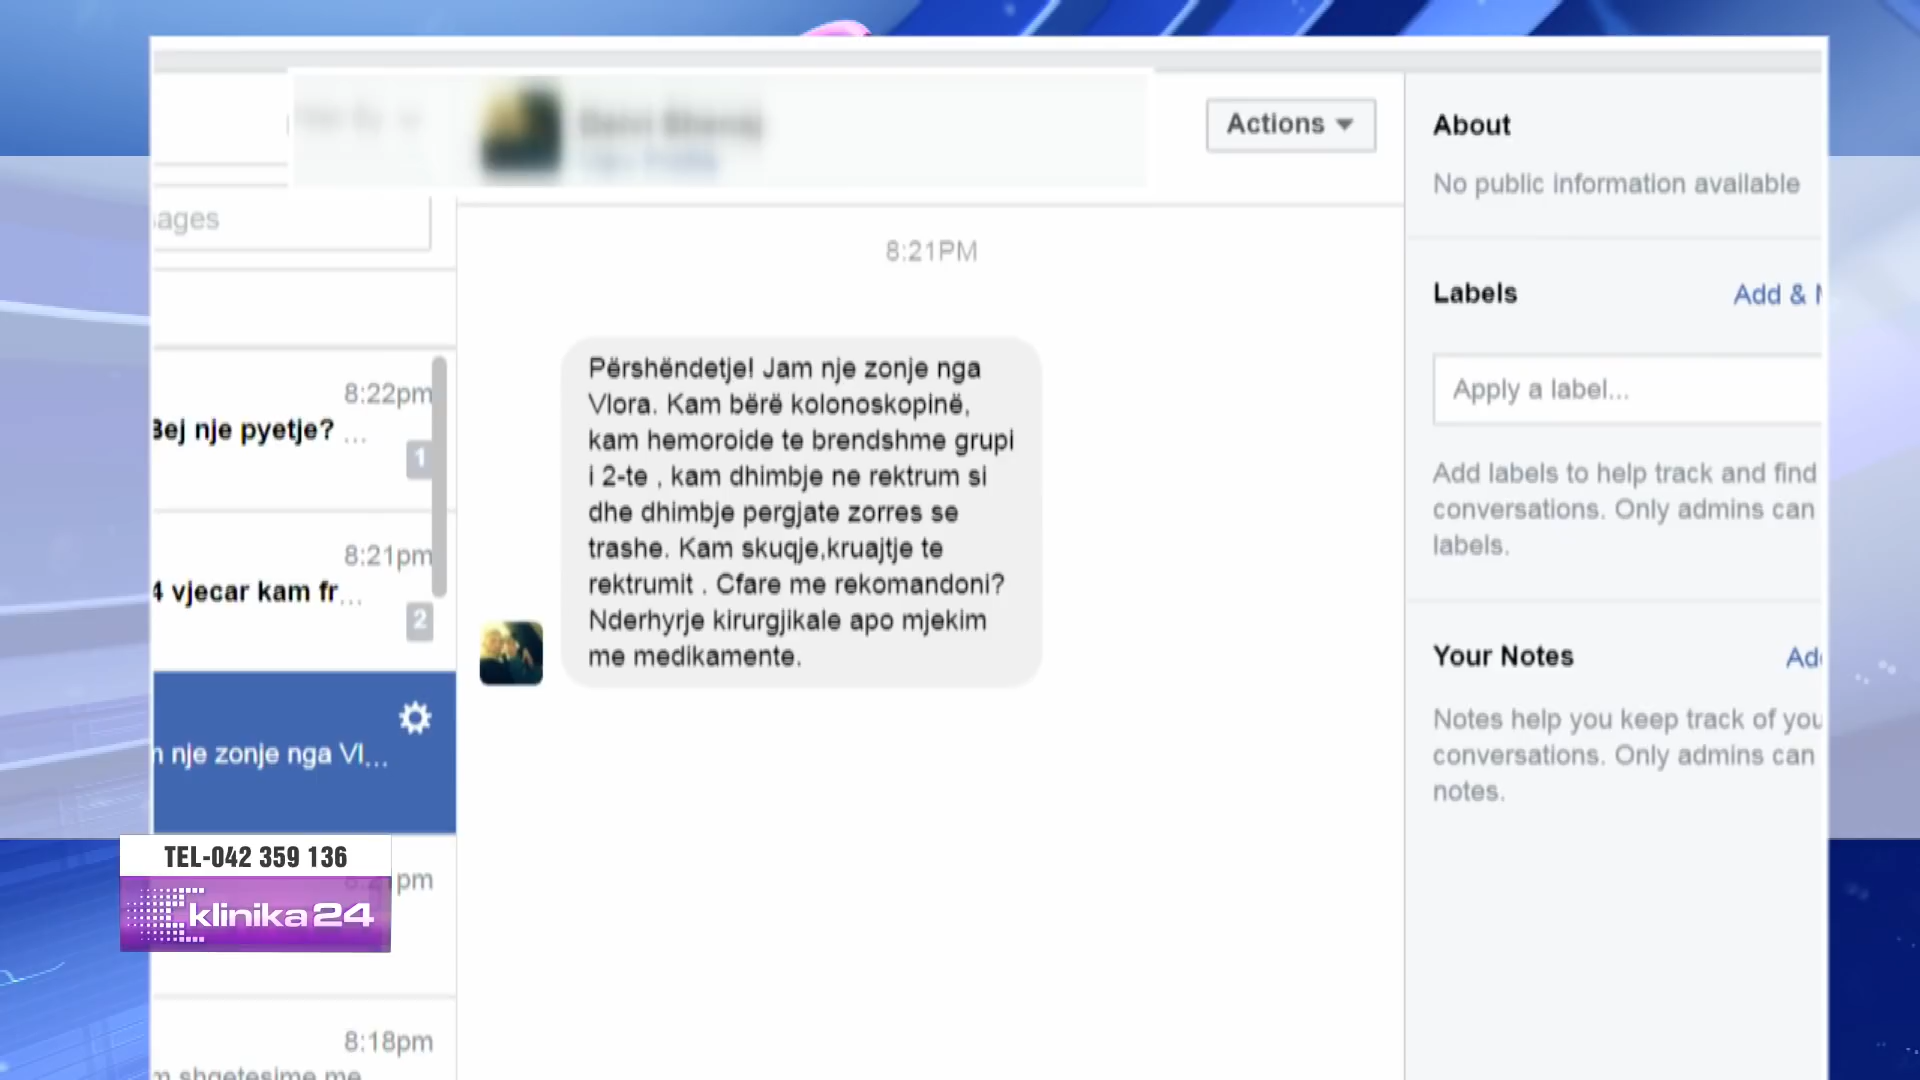 Actions
About
No public information available
ages
8:21PM
Labels
Add &
8:22pm
Bej nje pyetje? ...
1
Apply a label...
Add labels to help track and find
conversations. Only admins can
labels.
8:21pm
4 vjecar kam fr...
2
Përshëndetje! Jam nje zonje nga
Vlora. Kam bërë kolonoskopinë,
kam hemoroide te brendshme grupi
i 2-te , kam dhimbje ne rektrum si
dhe dhimbje pergjate zorres se
trashe. Kam skuqje,kruajtje te
rektrumit . Cfare me rekomandoni?
Nderhyrje kirurgjikale apo mjekim
me medikamente.
nje zonje nga Vl...
Your Notes
Notes help you keep track of you
conversations. Only admins can
notes.
TEL-042 359 136
klinika 24
pm
8:18pm
shqetesime me